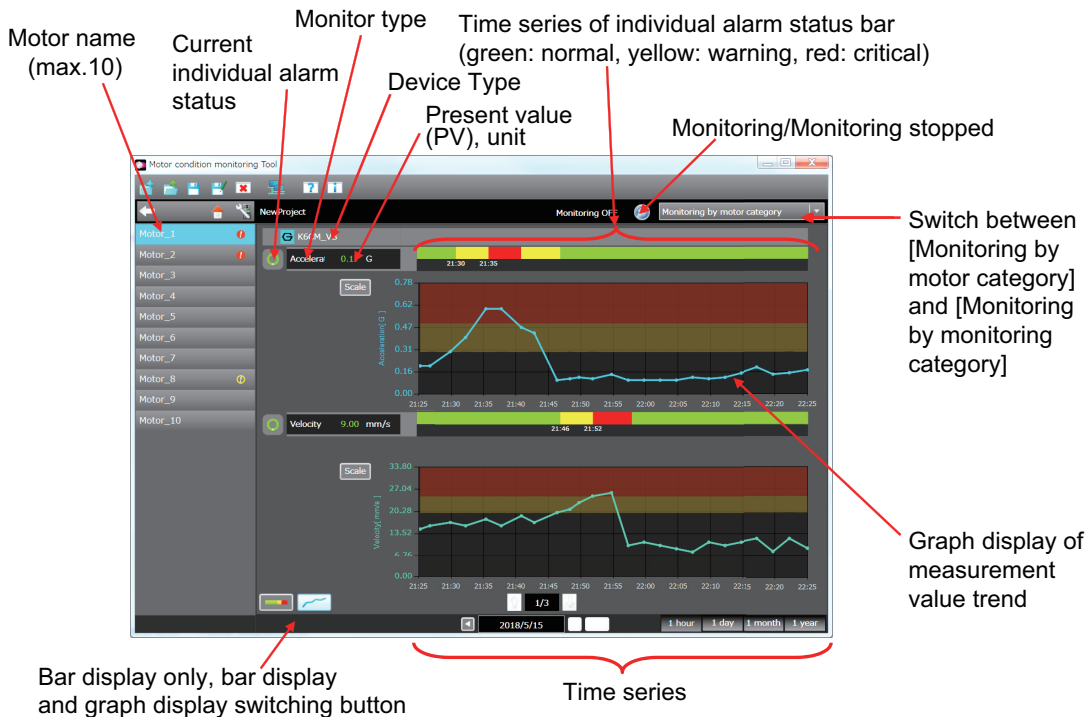 Monitor type
Time series of individual alarm status bar
(green: normal, yellow: warning, red: critical)
Motor name
(max.10)
Current
individual alarm
status
Device Type
Present value
(PV), unit
Monitoring/Monitoring stopped
Motor condition monitoring Tool
NewProject
Monitoring OFF
Monitoring by motor category
Switch between
[Monitoring by
motor category]
and [Monitoring
by monitoring
category]
Motor_1
Motor_2
Motor_3
Motor_4
Motor_5
Motor_6
Motor_7
Motor_8
Motor_9
Motor_10
G
21:30 21:35
Scale
Acceleration[ G ]
0.78
0.62
0.47
0.31
0.16
0.00
21:25 21:30 21:35 21:40 21:45 21:50 21:55 22:00 22:05 22:10 22:15 22:20 22:25
Velocity 9.00 mm/s
21:46 21:52
Scale
Velocity[ mm/s ]
33.80
27.04
20.28
13.52
6.76
0.00
21:25 21:30 21:35 21:40 21:45 21:50 21:55 22:00 22:05 22:10 22:15 22:20 22:25
1/3
2018/5/15
1 hour 1 day 1 month 1 year
Graph display of
measurement
value trend
Bar display only, bar display
and graph display switching button
Time series